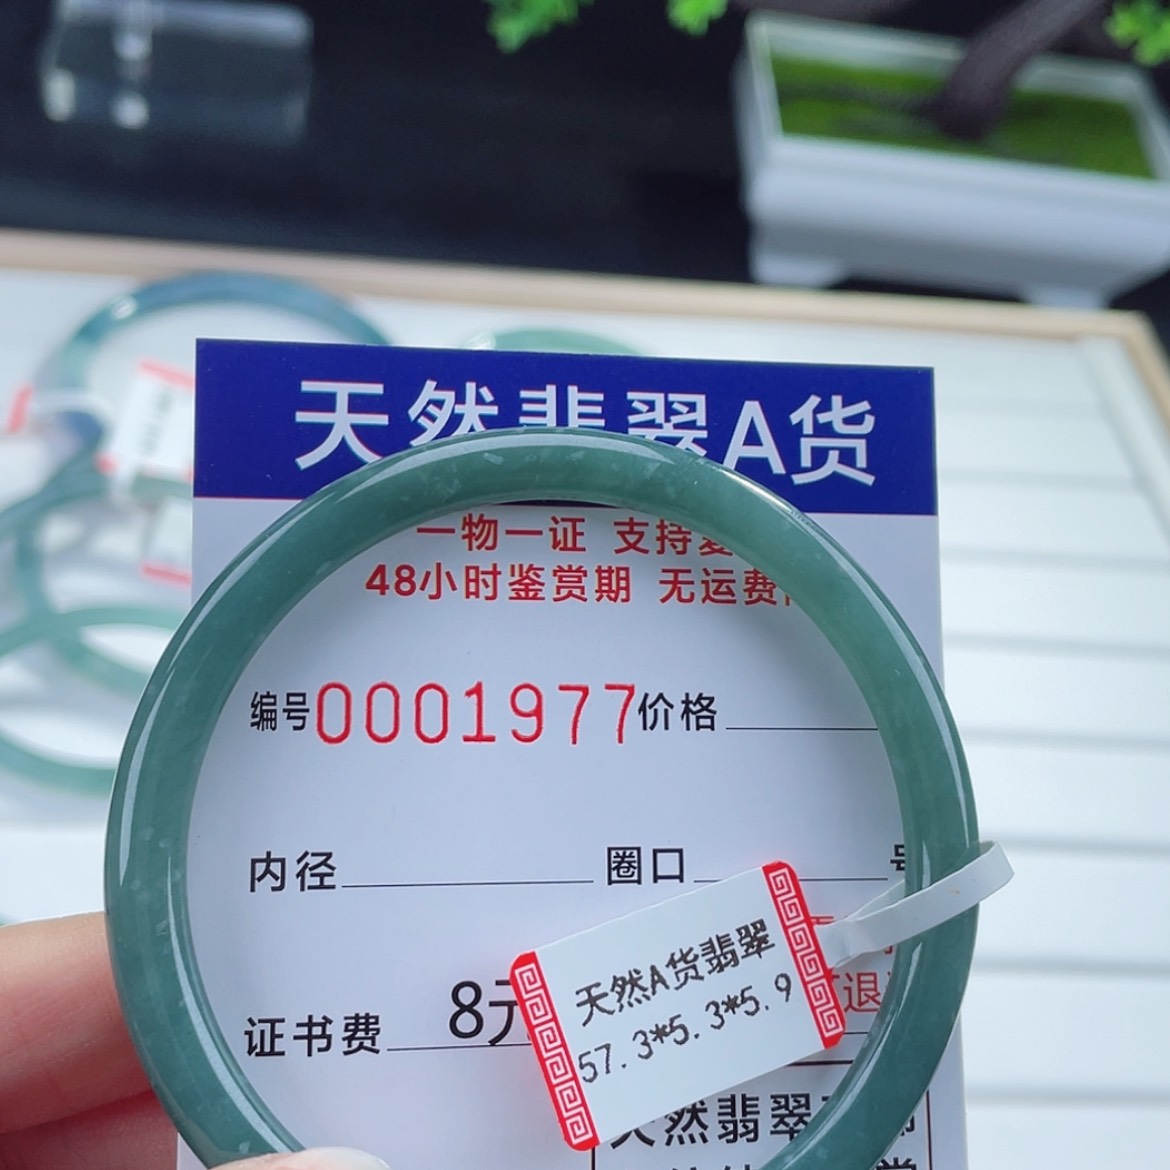 天然翡翠A货
一物一证 支持复
48小时鉴赏期 无运费
编号0001977价格
内径 圈口 号
证书费 8元
退
天然A货翡翠
57.3*5.3*5.9
天然翡翠